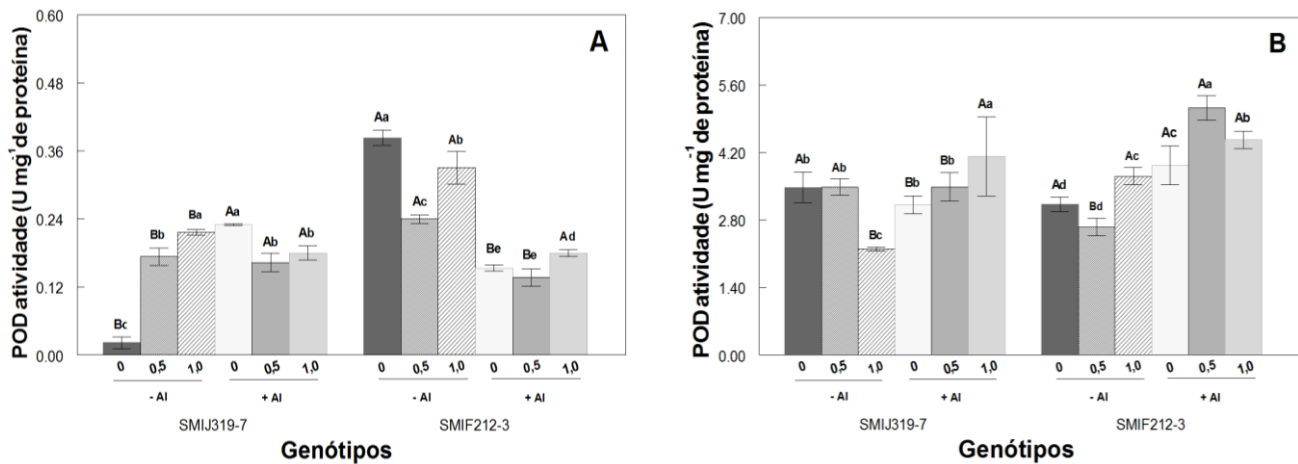 A
POD atividade (U mg-1 de proteína)
0.60
0.48
0.36
0.24
0.12
0.00
Bc Bb Ba Aa Ab Ab Aa Ac Ab Be Be Ad
0 0,5 1,0 0 0,5 1,0 0 0,5 1,0 0 0,5 1,0
- Al + Al - Al + Al
SMIJ319-7 SMIF212-3
Genótipos
B
POD atividade (U mg-1 de proteína)
7.00
5.60
4.20
2.80
1.40
0.00
Ab Ab Bc Bb Bb Aa Ad Bd Ac Ac Aa Ab
0 0,5 1,0 0 0,5 1,0 0 0,5 1,0 0 0,5 1,0
- Al + Al - Al + Al
SMIJ319-7 SMIF212-3
Genótipos